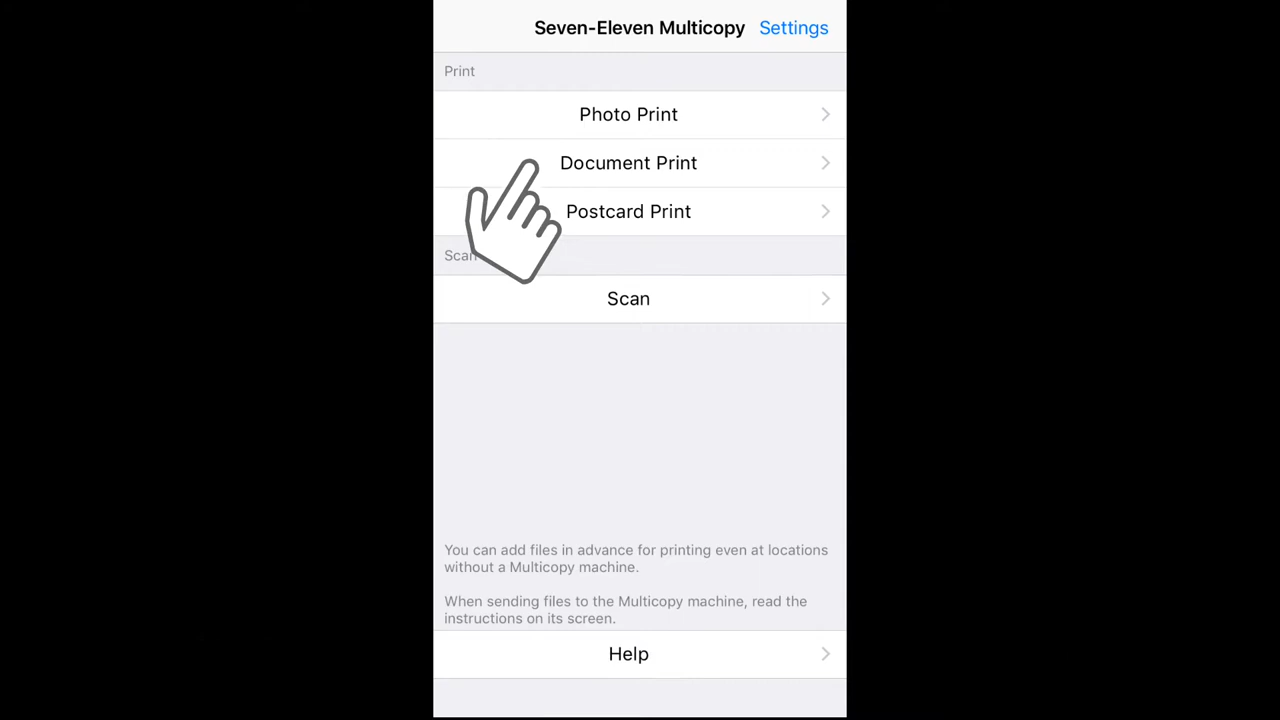 Seven-Eleven Multicopy Settings
Print
Photo Print
Document Print
Postcard Print
Scan
Scan
You can add files in advance for printing even at locations
without a Multicopy machine.
When sending files to the Multicopy machine, read the
instructions on its screen.
Help